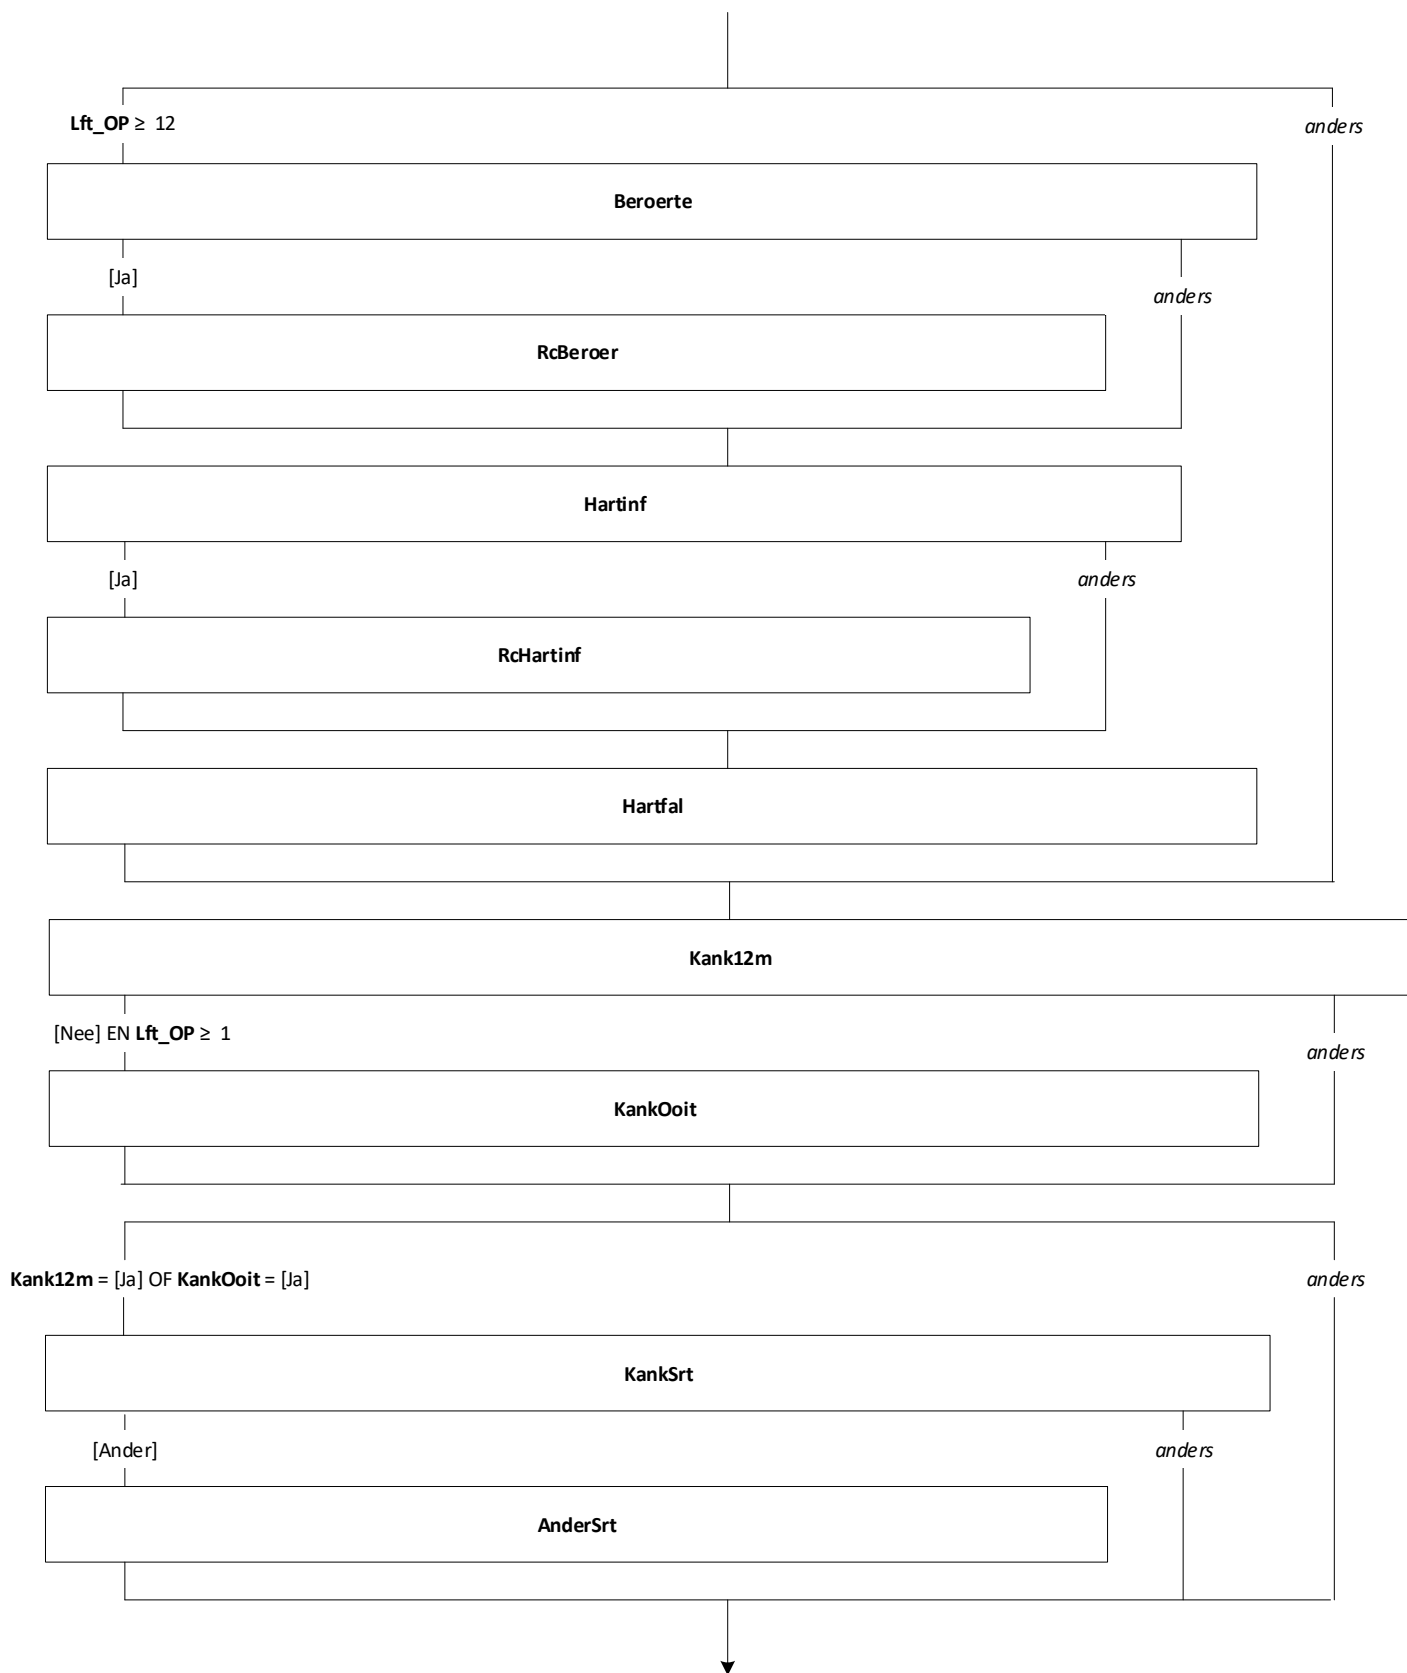 Lft_OP ≥ 12
anders
Beroerte
[Ja]
anders
RcBeroer
Hartinf
[Ja]
anders
RcHartinf
Hartfal
Kank12m
[Nee] EN Lft_OP ≥ 1
anders
KankOoit
Kank12m = [Ja] OF KankOoit = [Ja]
anders
KankSrt
[Ander]
anders
AnderSrt